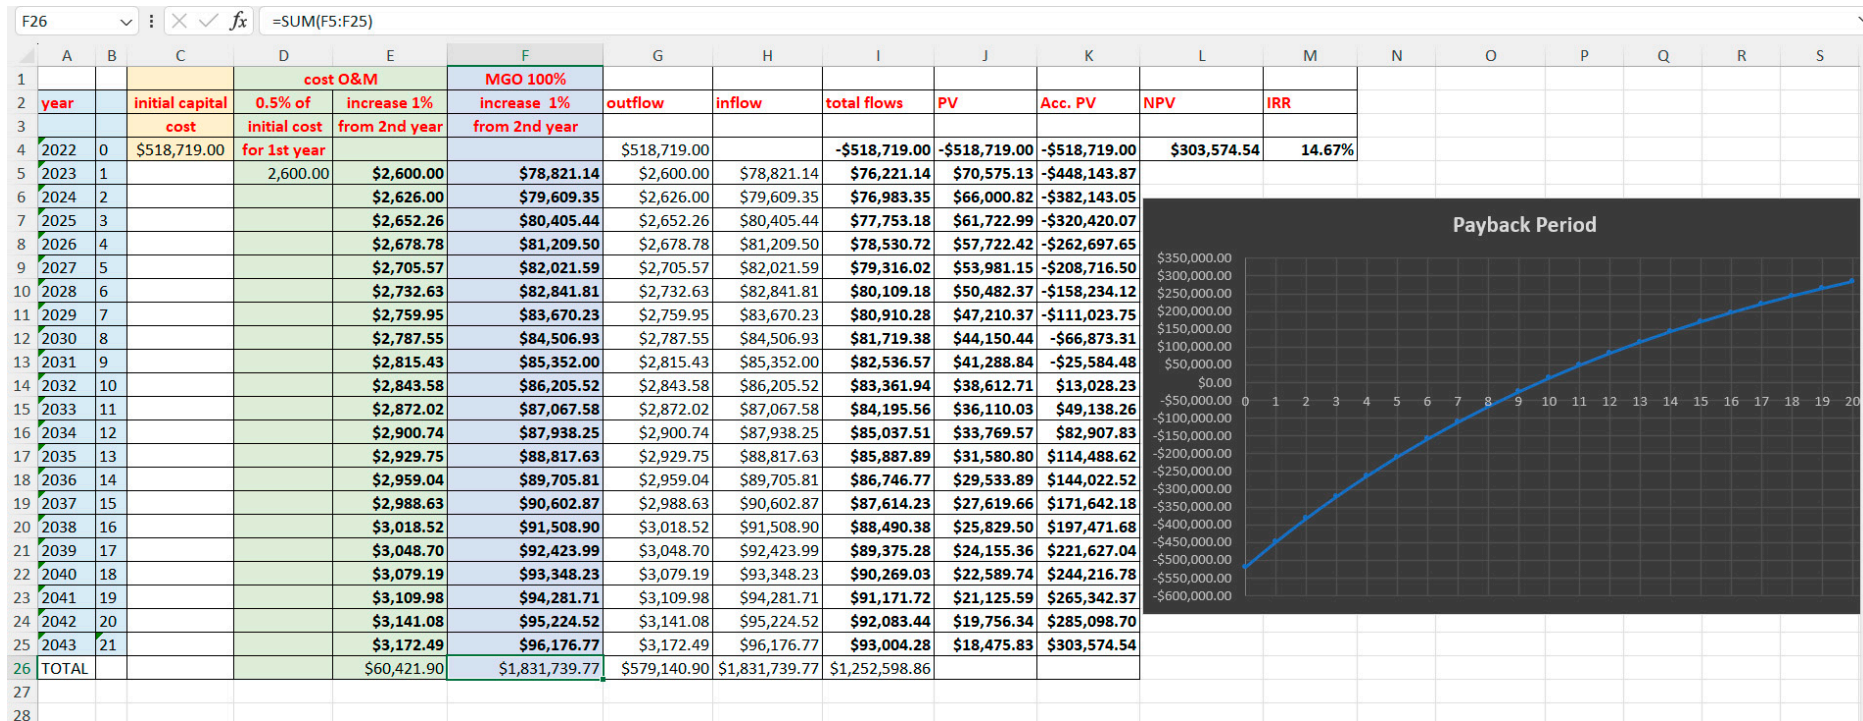 F26 fx =SUM(F5:F25)
A B C D E F G H I J K L M N O P Q R S
1 cost O&M MGO 100%
2 year initial capital 0.5% of increase 1% increase 1% outflow inflow total flows PV Acc. PV NPV IRR
3 cost initial cost from 2nd year from 2nd year
4 2022 0 $518,719.00 for 1st year $518,719.00 -$518,719.00 -$518,719.00 -$518,719.00 $303,574.54 14.67%
5 2023 1 2,600.00 $2,600.00 $78,821.14 $2,600.00 $78,821.14 $76,221.14 $70,575.13 -$448,143.87
6 2024 2 $2,626.00 $79,609.35 $2,626.00 $79,609.35 $76,983.35 $66,000.82 -$382,143.05
7 2025 3 $2,652.26 $80,405.44 $2,652.26 $80,405.44 $77,753.18 $61,722.99 -$320,420.07
8 2026 4 $2,678.78 $81,209.50 $2,678.78 $81,209.50 $78,530.72 $57,722.42 -$262,697.65
9 2027 5 $2,705.57 $82,021.59 $2,705.57 $82,021.59 $79,316.02 $53,981.15 -$208,716.50
10 2028 6 $2,732.63 $82,841.81 $2,732.63 $82,841.81 $80,109.18 $50,482.37 -$158,234.12
11 2029 7 $2,759.95 $83,670.23 $2,759.95 $83,670.23 $80,910.28 $47,210.37 -$111,023.75
12 2030 8 $2,787.55 $84,506.93 $2,787.55 $84,506.93 $81,719.38 $44,150.44 -$66,873.31
13 2031 9 $2,815.43 $85,352.00 $2,815.43 $85,352.00 $82,536.57 $41,288.84 -$25,584.48
14 2032 10 $2,843.58 $86,205.52 $2,843.58 $86,205.52 $83,361.94 $38,612.71 $13,028.23
15 2033 11 $2,872.02 $87,067.58 $2,872.02 $87,067.58 $84,195.56 $36,110.03 $49,138.26
16 2034 12 $2,900.74 $87,938.25 $2,900.74 $87,938.25 $85,037.51 $33,769.57 $82,907.83
17 2035 13 $2,929.75 $88,817.63 $2,929.75 $88,817.63 $85,887.89 $31,580.80 $114,488.62
18 2036 14 $2,959.04 $89,705.81 $2,959.04 $89,705.81 $86,746.77 $29,533.89 $144,022.52
19 2037 15 $2,988.63 $90,602.87 $2,988.63 $90,602.87 $87,614.23 $27,619.66 $171,642.18
20 2038 16 $3,018.52 $91,508.90 $3,018.52 $91,508.90 $88,490.38 $25,829.50 $197,471.68
21 2039 17 $3,048.70 $92,423.99 $3,048.70 $92,423.99 $89,375.28 $24,155.36 $221,627.04
22 2040 18 $3,079.19 $93,348.23 $3,079.19 $93,348.23 $90,269.03 $22,589.74 $244,216.78
23 2041 19 $3,109.98 $94,281.71 $3,109.98 $94,281.71 $91,171.72 $21,125.59 $265,342.37
24 2042 20 $3,141.08 $95,224.52 $3,141.08 $95,224.52 $92,083.44 $19,756.34 $285,098.70
25 2043 21 $3,172.49 $96,176.77 $3,172.49 $96,176.77 $93,004.28 $18,475.83 $303,574.54
26 TOTAL $60,421.90 $1,831,739.77 $579,140.90 $1,831,739.77 $1,252,598.86
27
28
Payback Period
$350,000.00
$300,000.00
$250,000.00
$200,000.00
$150,000.00
$100,000.00
$50,000.00
$0.00
-$50,000.00 0 1 2 3 4 5 6 7 8 9 10 11 12 13 14 15 16 17 18 19 20
-$100,000.00
-$150,000.00
-$200,000.00
-$250,000.00
-$300,000.00
-$350,000.00
-$400,000.00
-$450,000.00
-$500,000.00
-$550,000.00
-$600,000.00